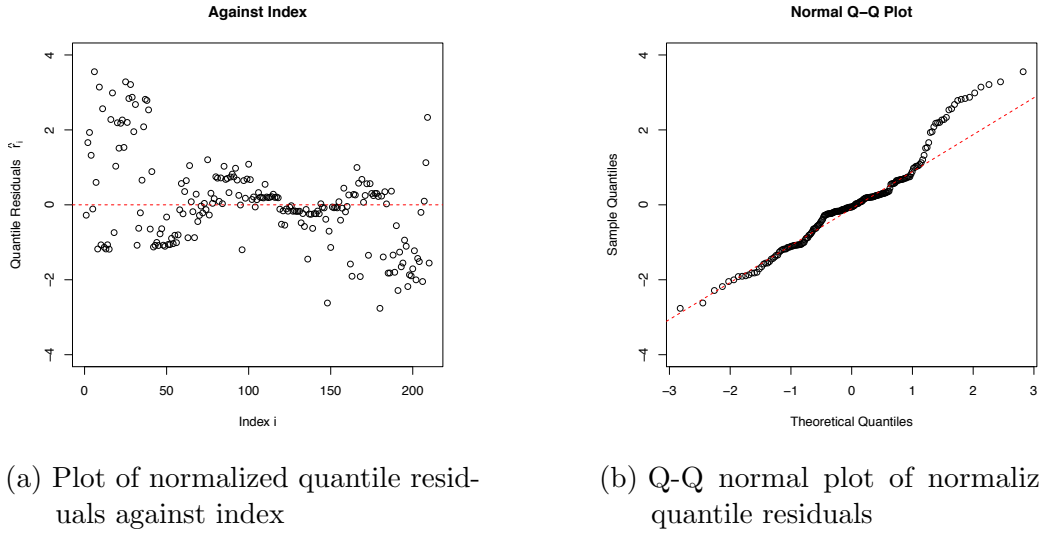 Against Index
Quantile Residuals r̂i
4
2
0
−2
−4
0 50 100 150 200
Index i
(a) Plot of normalized quantile resid-
uals against index
Normal Q−Q Plot
Sample Quantiles
4
2
0
−2
−4
−3 −2 −1 0 1 2 3
Theoretical Quantiles
(b) Q-Q normal plot of normaliz
quantile residuals